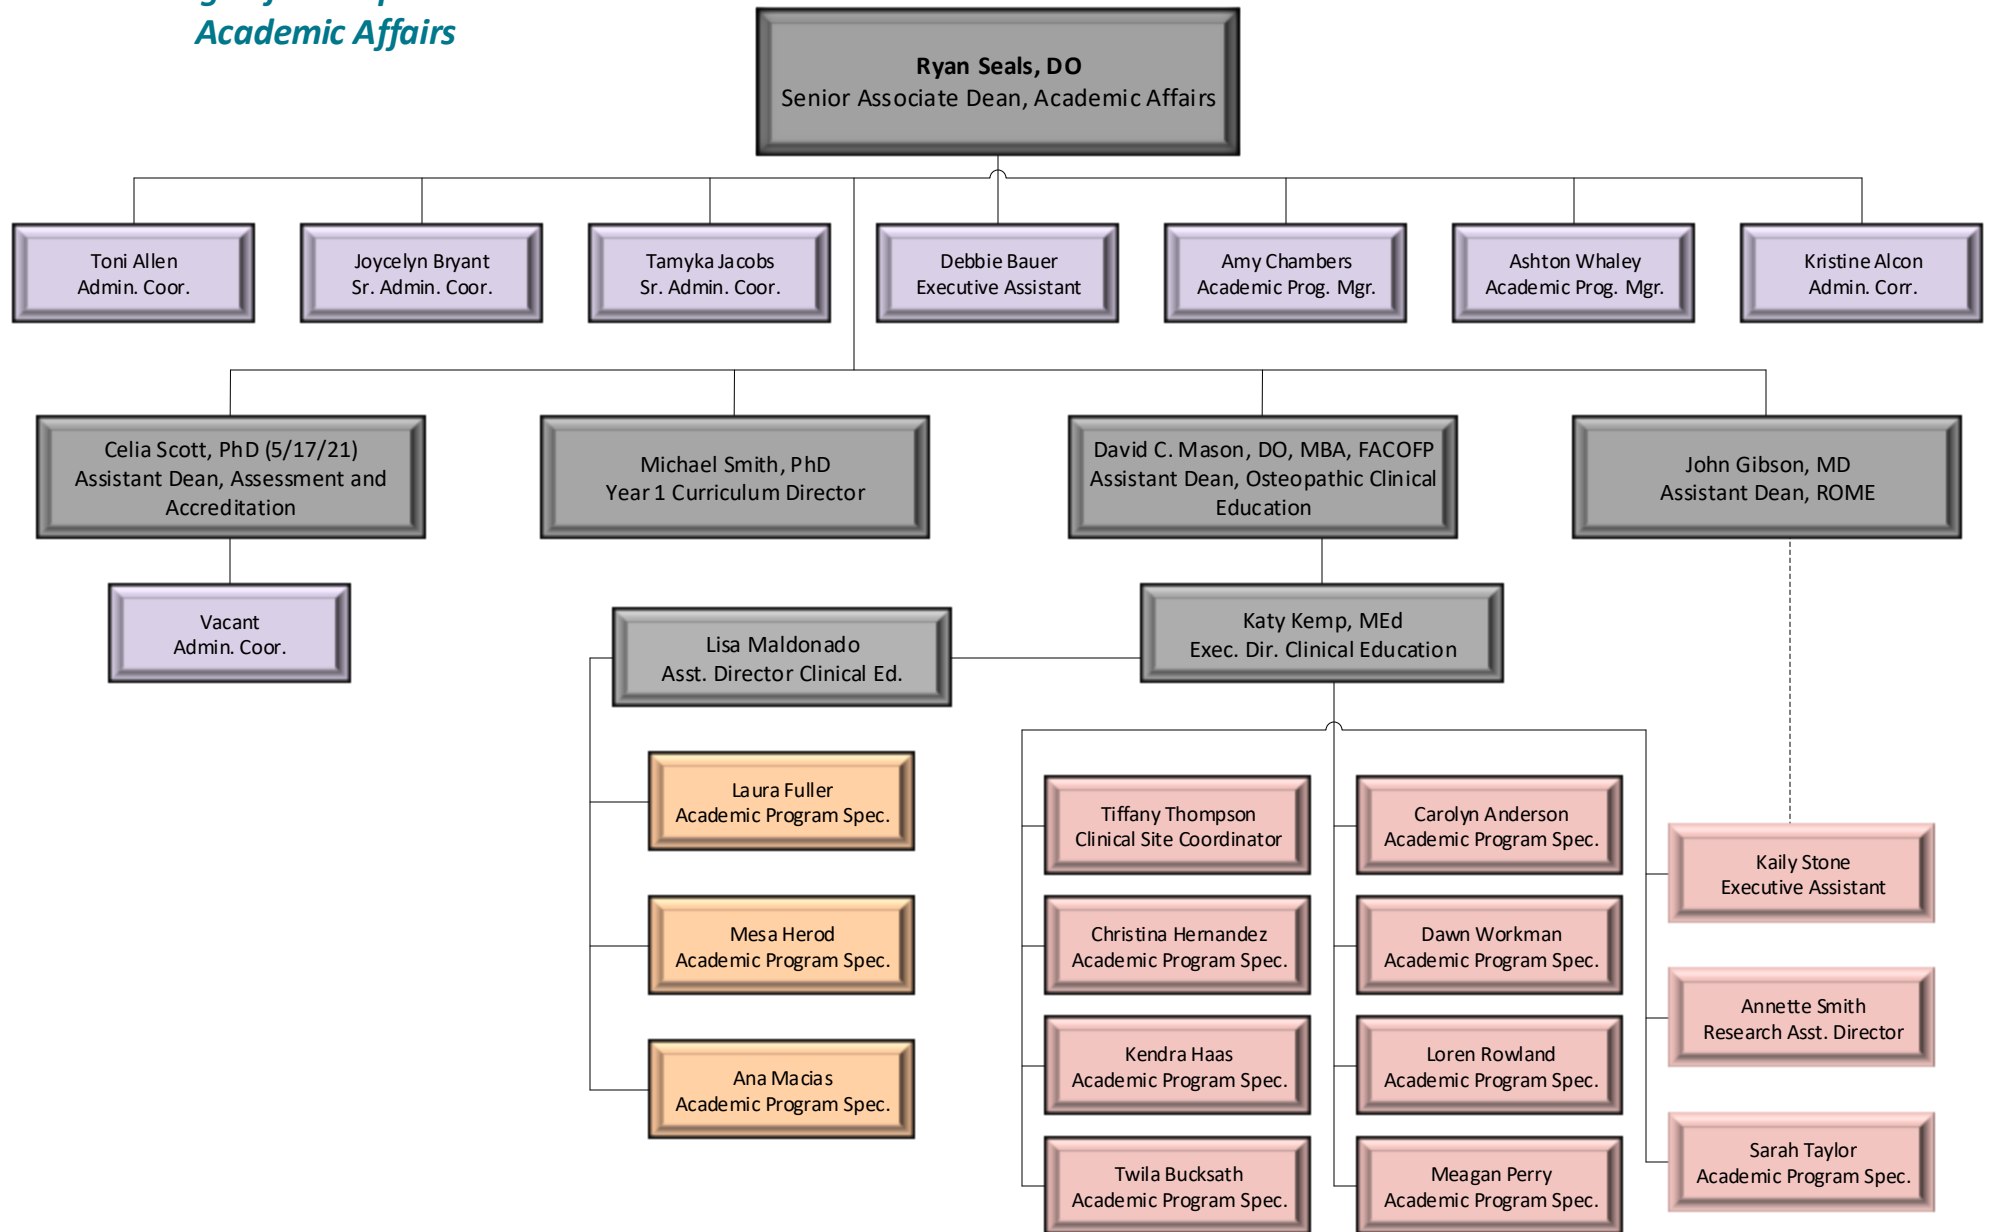 Academic Affairs
Ryan Seals, DO
Senior Associate Dean, Academic Affairs
Toni Allen
Admin. Coor.
Joycelyn Bryant
Sr. Admin. Coor.
Tamyka Jacobs
Sr. Admin. Coor.
Debbie Bauer
Executive Assistant
Amy Chambers
Academic Prog. Mgr.
Ashton Whaley
Academic Prog. Mgr.
Kristine Alcon
Admin. Corr.
Celia Scott, PhD (5/17/21)
Assistant Dean, Assessment and
Accreditation
Michael Smith, PhD
Year 1 Curriculum Director
David C. Mason, DO, MBA, FACOFP
Assistant Dean, Osteopathic Clinical
Education
John Gibson, MD
Assistant Dean, ROME
Vacant
Admin. Coor.
Lisa Maldonado
Asst. Director Clinical Ed.
Katy Kemp, MEd
Exec. Dir. Clinical Education
Laura Fuller
Academic Program Spec.
Mesa Herod
Academic Program Spec.
Ana Macias
Academic Program Spec.
Tiffany Thompson
Clinical Site Coordinator
Christina Hernandez
Academic Program Spec.
Kendra Haas
Academic Program Spec.
Twila Bucksath
Academic Program Spec.
Carolyn Anderson
Academic Program Spec.
Dawn Workman
Academic Program Spec.
Loren Rowland
Academic Program Spec.
Meagan Perry
Academic Program Spec.
Kaily Stone
Executive Assistant
Annette Smith
Research Asst. Director
Sarah Taylor
Academic Program Spec.